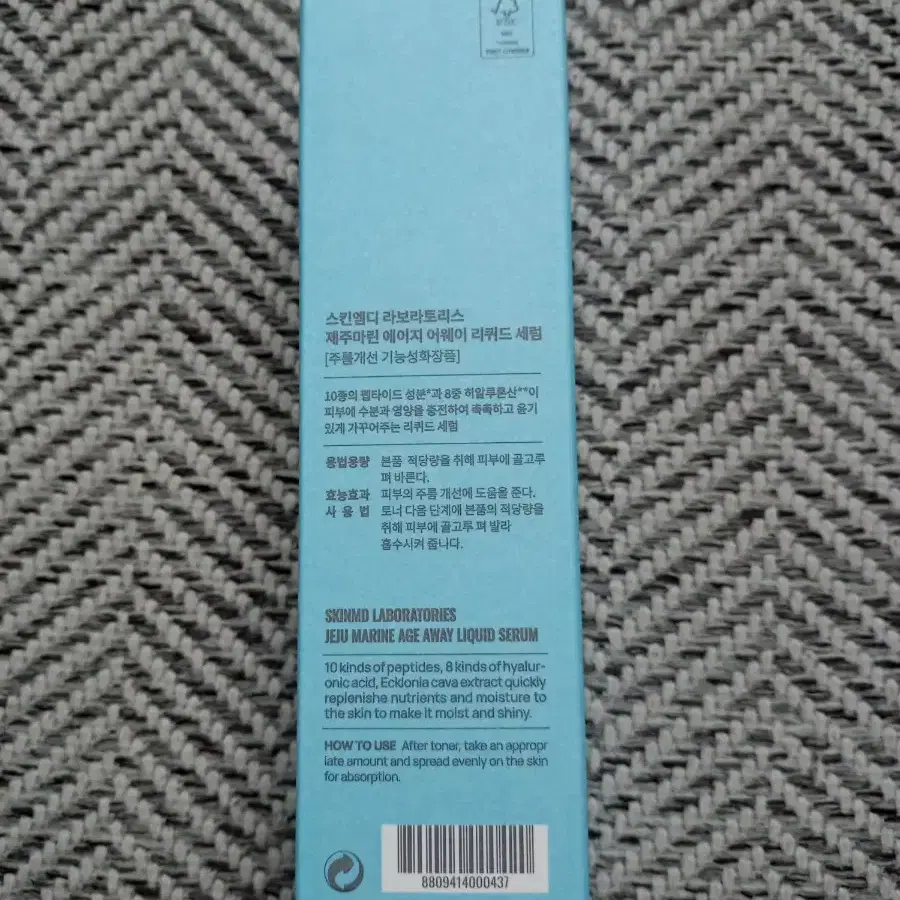 FSC
스킨엠디 라보라토리스
제주마린 에이지 어웨이 리퀴드 세럼
[주름개선 기능성화장품]
10종의 펩타이드 성분*과 8중 히알루론산**이
피부에 수분과 영양을 충전하여 촉촉하고 윤기
있게 가꾸어주는 리퀴드 세럼
용법용량 본품 적당량을 취해 피부에 골고루
펴 바른다.
효능효과 피부의 주름 개선에 도움을 준다.
사 용 법 토너 다음 단계에 본품의 적당량을
취해 피부에 골고루 펴 발라
흡수시켜 줍니다.
SKINMD LABORATORIES
JEJU MARINE AGE AWAY LIQUID SERUM
10 kinds of peptides, 8 kinds of hyalur-
onic acid, Ecklonia cava extract quickly
replenishe nutrients and moisture to
the skin to make it moist and shiny.
HOW TO USE After toner, take an appropr
iate amount and spread evenly on the skin
for absorption.
8809414000437